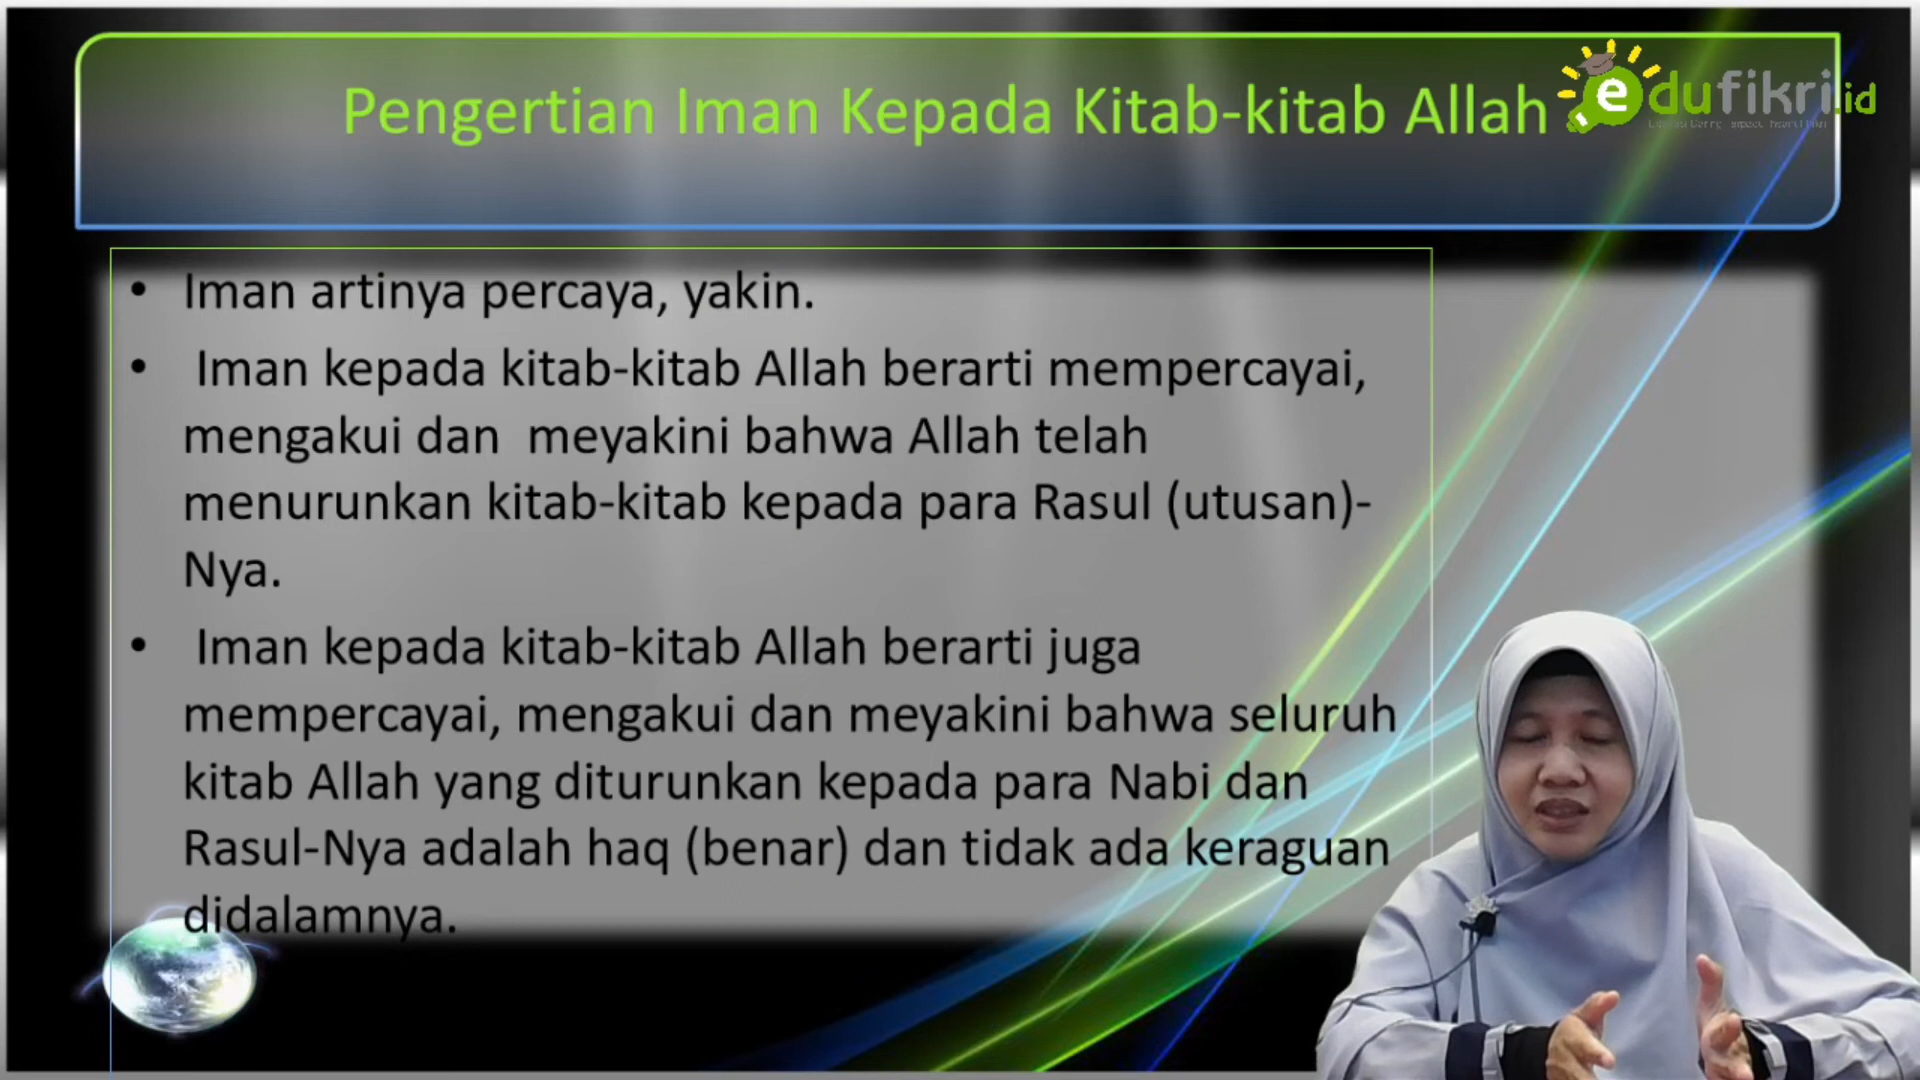 Pengertian Iman Kepada Kitab-kitab Allah
edufikri.id
• Iman artinya percaya, yakin.
• Iman kepada kitab-kitab Allah berarti mempercayai,
mengakui dan meyakini bahwa Allah telah
menurunkan kitab-kitab kepada para Rasul (utusan)-
Nya.
• Iman kepada kitab-kitab Allah berarti juga
mempercayai, mengakui dan meyakini bahwa seluruh
kitab Allah yang diturunkan kepada para Nabi dan
Rasul-Nya adalah haq (benar) dan tidak ada keraguan
didalamnya.